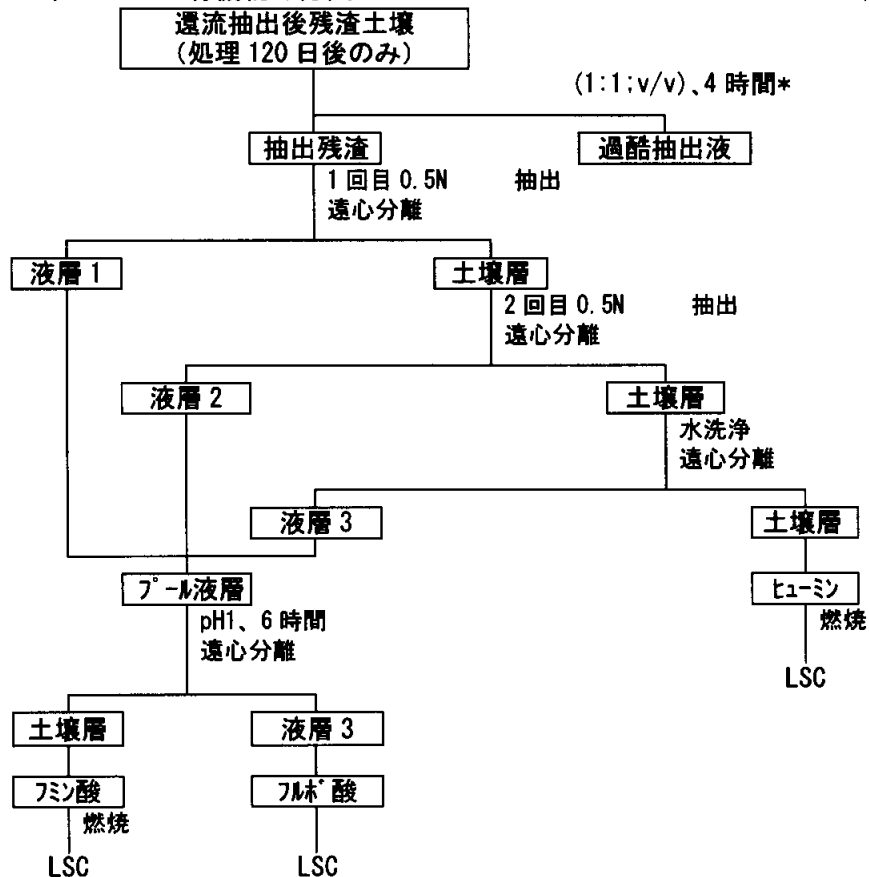 還流抽出後残渣土壌
(処理120日後のみ)
(1:1;v/v)、4時間*
抽出残渣
過酷抽出液
1回目0.5N 抽出
遠心分離
液層1
土壌層
2回目0.5N 抽出
遠心分離
液層2
土壌層
水洗浄
遠心分離
液層3
土壌層
プール液層
ヒューミン
pH1、6時間
遠心分離
燃焼
LSC
土壌層
液層3
フミン酸
フルボ酸
燃焼
LSC
LSC